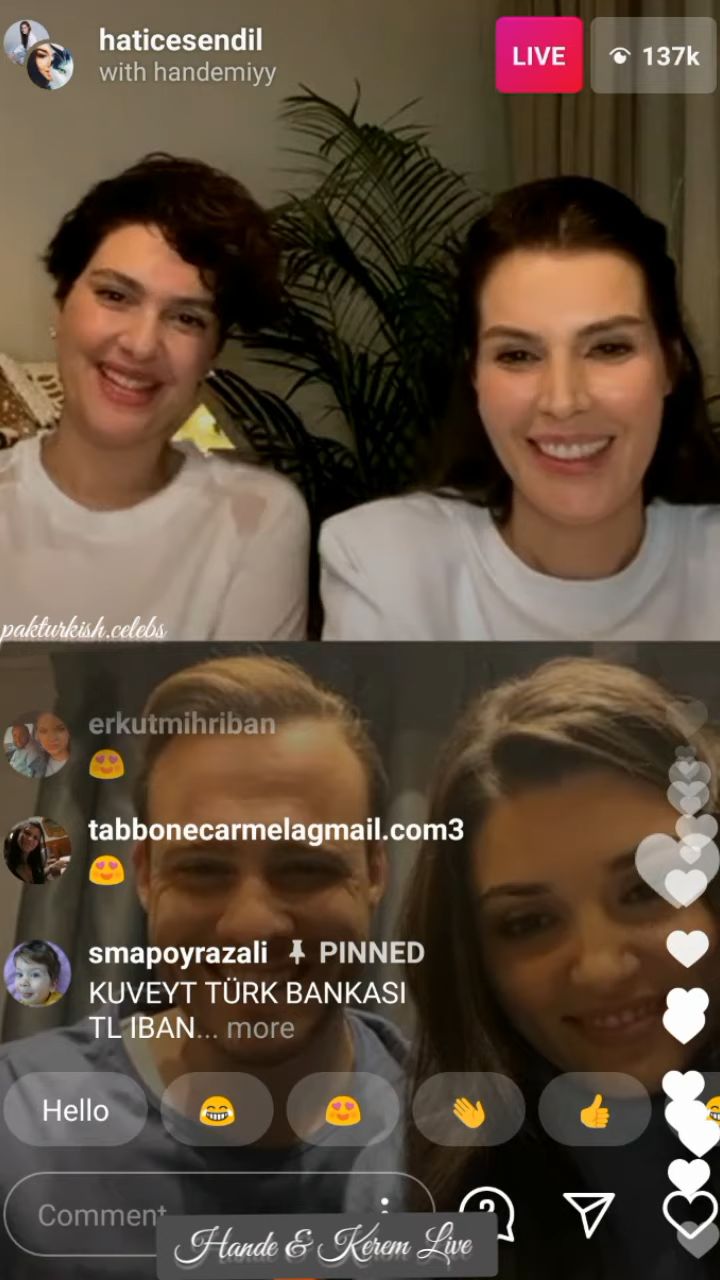 haticesendil
with handemiyy
LIVE
137k
pakturkish.celebs
erkutmihriban
tabbonecarmelagmail.com3
smapoyrazali PINNED
KUVEYT TÜRK BANKASI
TL IBAN... more
Hello
Comment
Hande & Kerem Live